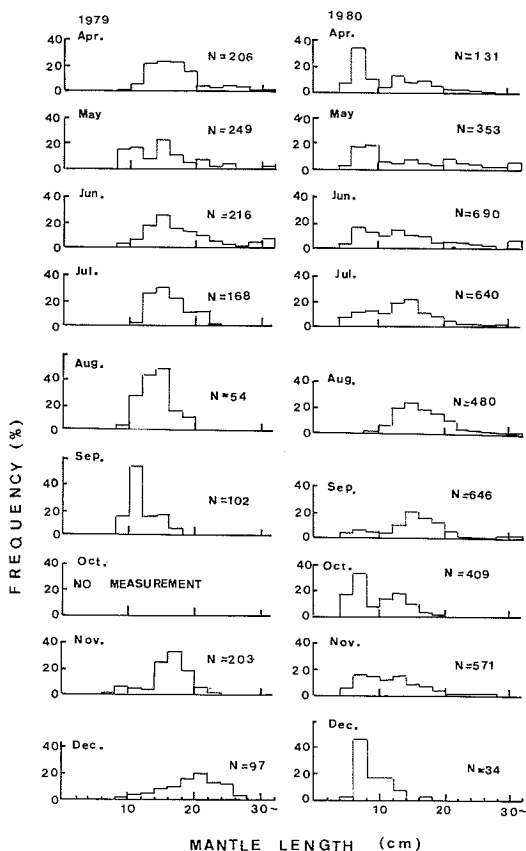 1979
Apr.
N=206
40
20
0
May
N=249
40
20
0
Jun.
N=216
40
20
0
Jul.
N=168
40
20
0
Aug.
N=54
40
20
0
Sep.
N=102
40
20
0
Oct.
NO MEASUREMENT
40
20
0
Nov.
N=203
40
20
0
Dec.
N=97
40
20
0
10
20
30~
1980
Apr.
N=131
40
20
0
May
N=353
40
20
0
Jun.
N=690
40
20
0
Jul.
N=640
40
20
0
Aug.
N=480
40
20
0
Sep.
N=646
40
20
0
Oct.
N=409
40
20
0
Nov.
N=571
40
20
0
Dec.
N=34
40
20
0
10
20
30~
FREQUENCY (%)
MANTLE LENGTH (cm)